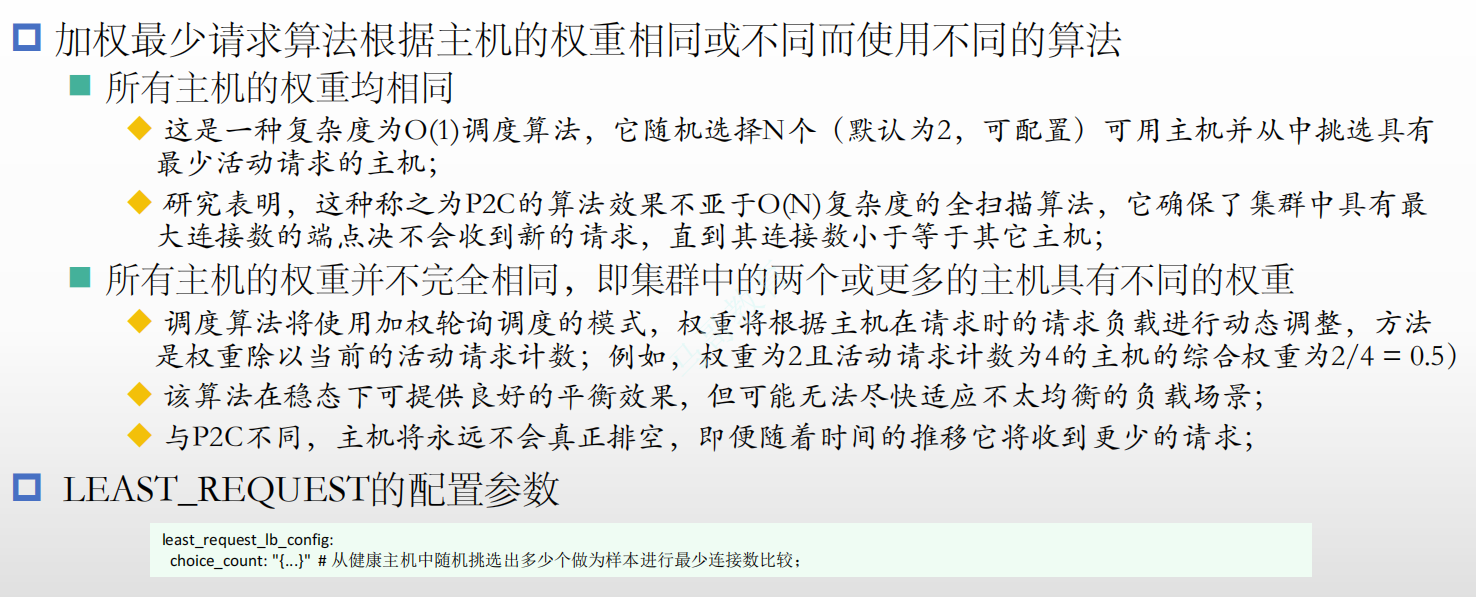 加权最少请求算法根据主机的权重相同或不同而使用不同的算法
所有主机的权重均相同
这是一种复杂度为O(1)调度算法，它随机选择N个（默认为2，可配置）可用主机并从中挑选具有
最少活动请求的主机；
研究表明，这种称之为P2C的算法效果不亚于O(N)复杂度的全扫描算法，它确保了集群中具有最
大连接数的端点决不会收到新的请求，直到其连接数小于等于其它主机；
所有主机的权重并不完全相同，即集群中的两个或更多的主机具有不同的权重
调度算法将使用加权轮询调度的模式，权重将根据主机在请求时的请求负载进行动态调整，方法
是权重除以当前的活动请求计数；例如，权重为2且活动请求计数为4的主机的综合权重为2/4 = 0.5）
该算法在稳态下可提供良好的平衡效果，但可能无法尽快适应不太均衡的负载场景；
与P2C不同，主机将永远不会真正排空，即便随着时间的推移它将收到更少的请求；
LEAST_REQUEST的配置参数
least_request_lb_config:
choice_count: "{...}" # 从健康主机中随机挑选出多少个做为样本进行最少连接数比较；